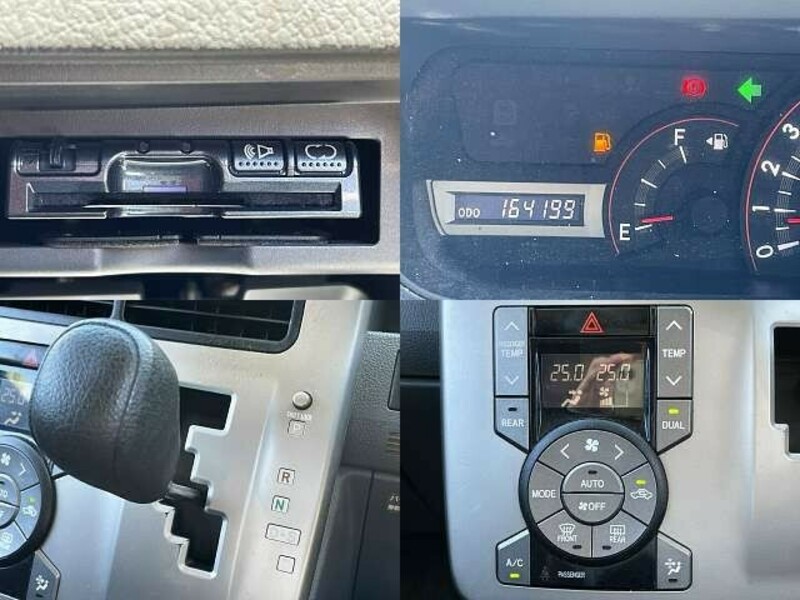 ODO 164199
E
F
0
1
2
3
P
R
N
D•S
25.0 25.0
PASSENGER
TEMP
TEMP
REAR
DUAL
AUTO
MODE
OFF
FRONT
REAR
A/C
PASSENGER